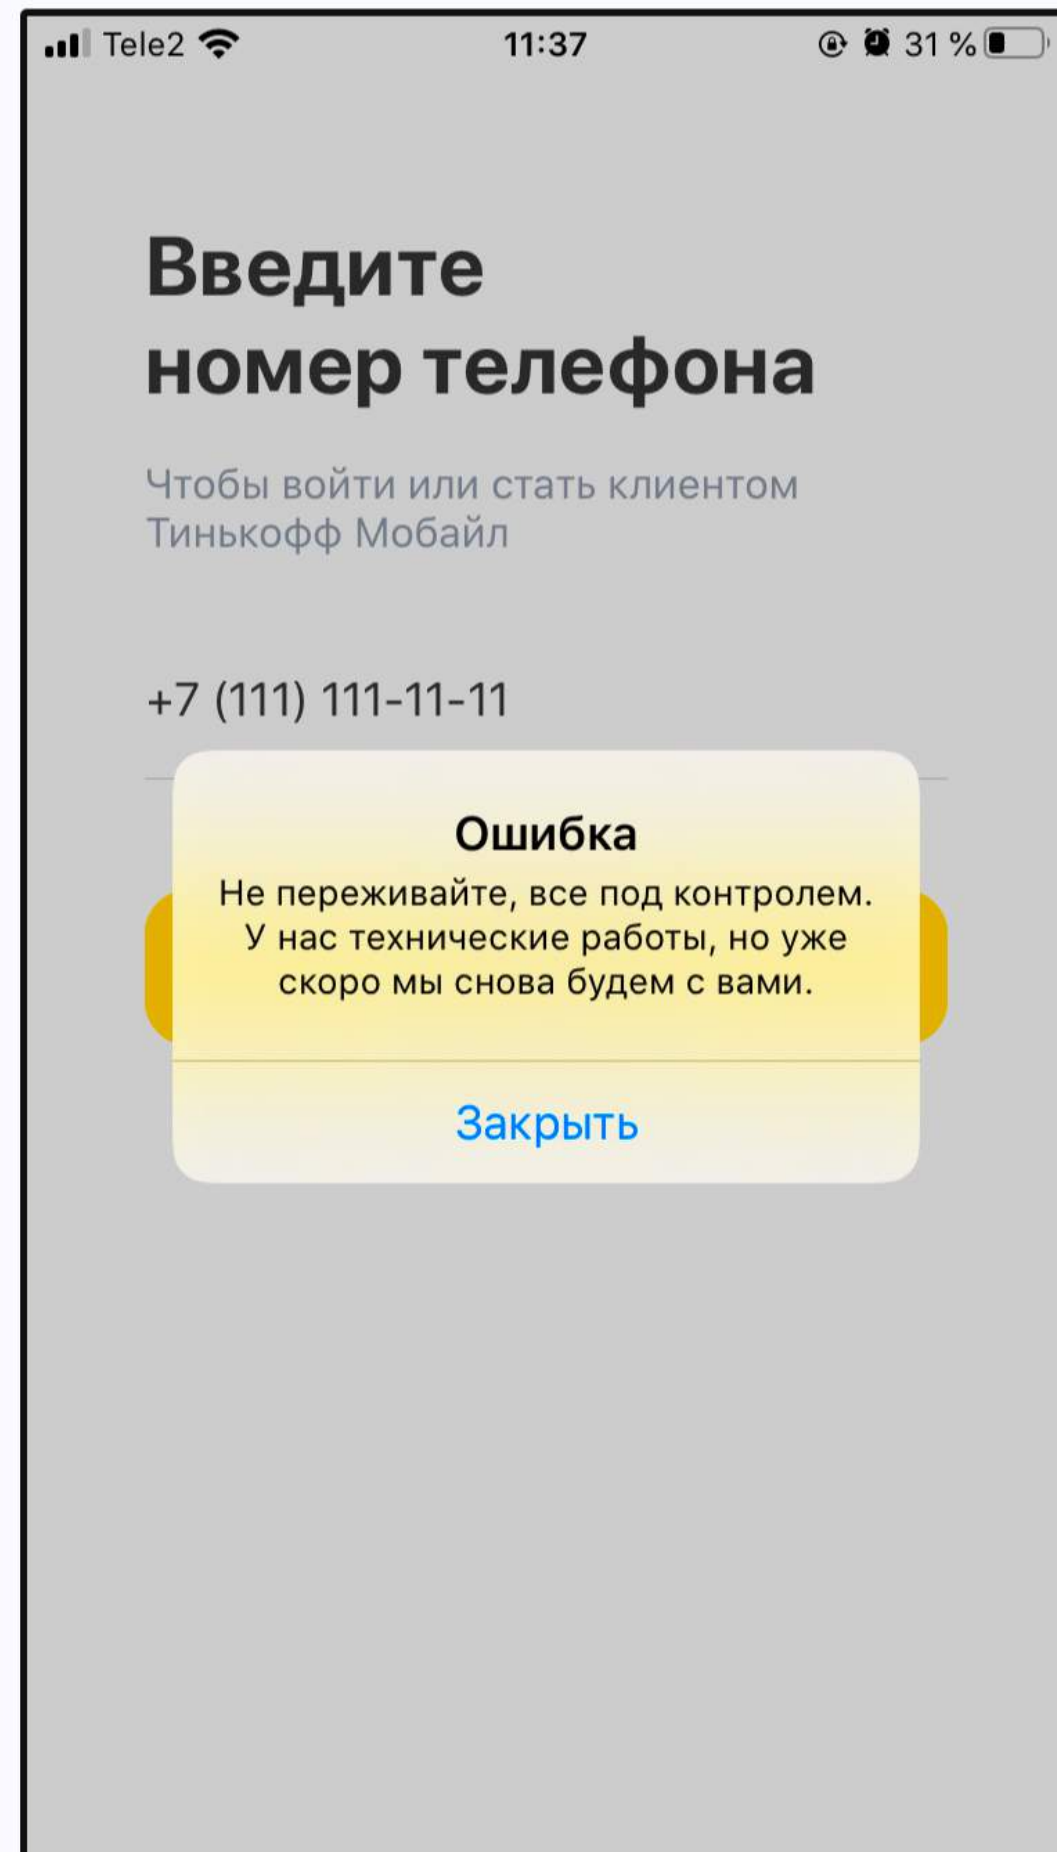 Tele2
11:37
31 %
Введите
номер телефона
Чтобы войти или стать клиентом
Тинькофф Мобайл
+7 (111) 111-11-11
Ошибка
Не переживайте, все под контролем.
У нас технические работы, но уже
скоро мы снова будем с вами.
Закрыть